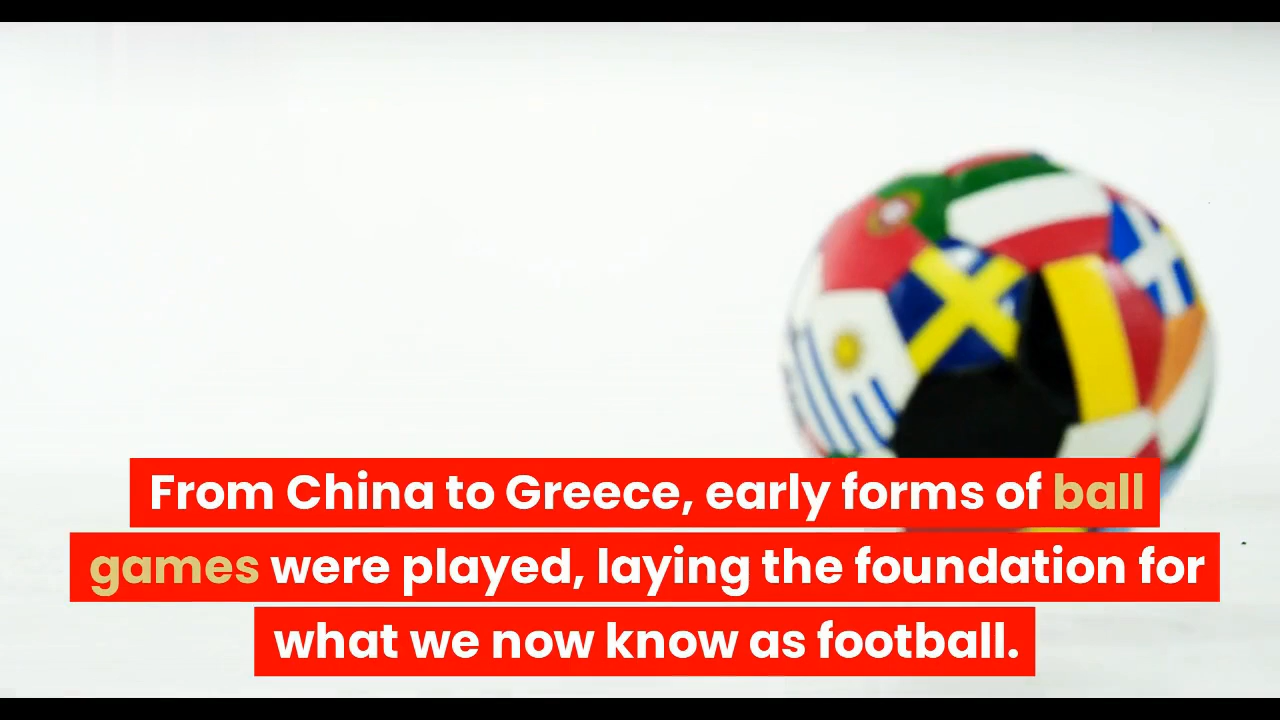 From China to Greece, early forms of ball
games were played, laying the foundation for
what we now know as football.